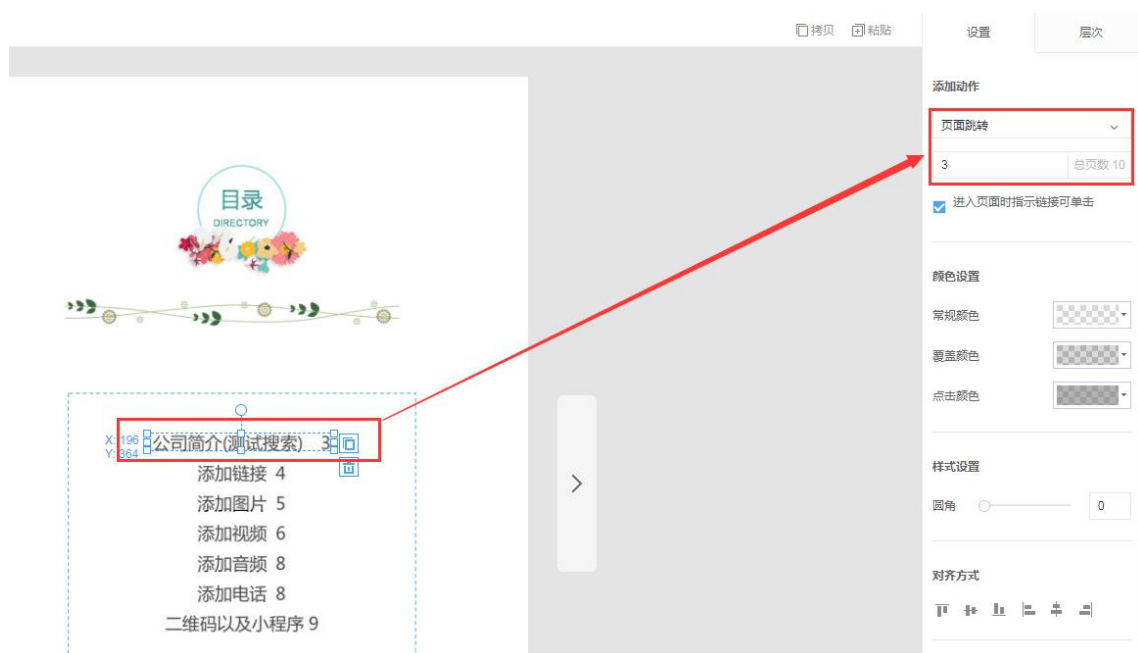 拷贝 粘贴
设置 层次
添加动作
页面跳转
3 总页数 10
进入页面时指示链接可单击
颜色设置
常规颜色
覆盖颜色
点击颜色
样式设置
圆角 0
对齐方式
目录
DIRECTORY
X: 196
Y: 364
公司简介(测试搜索) 3
添加链接 4
添加图片 5
添加视频 6
添加音频 8
添加电话 8
二维码以及小程序 9